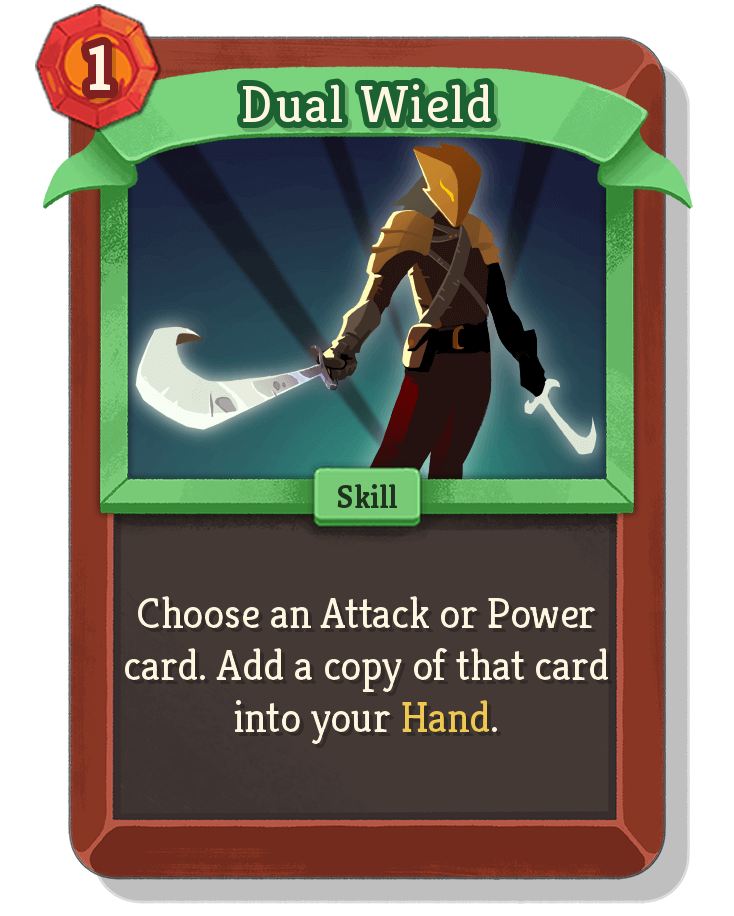 1
Dual Wield
Skill
Choose an Attack or Power
card. Add a copy of that card
into your Hand.